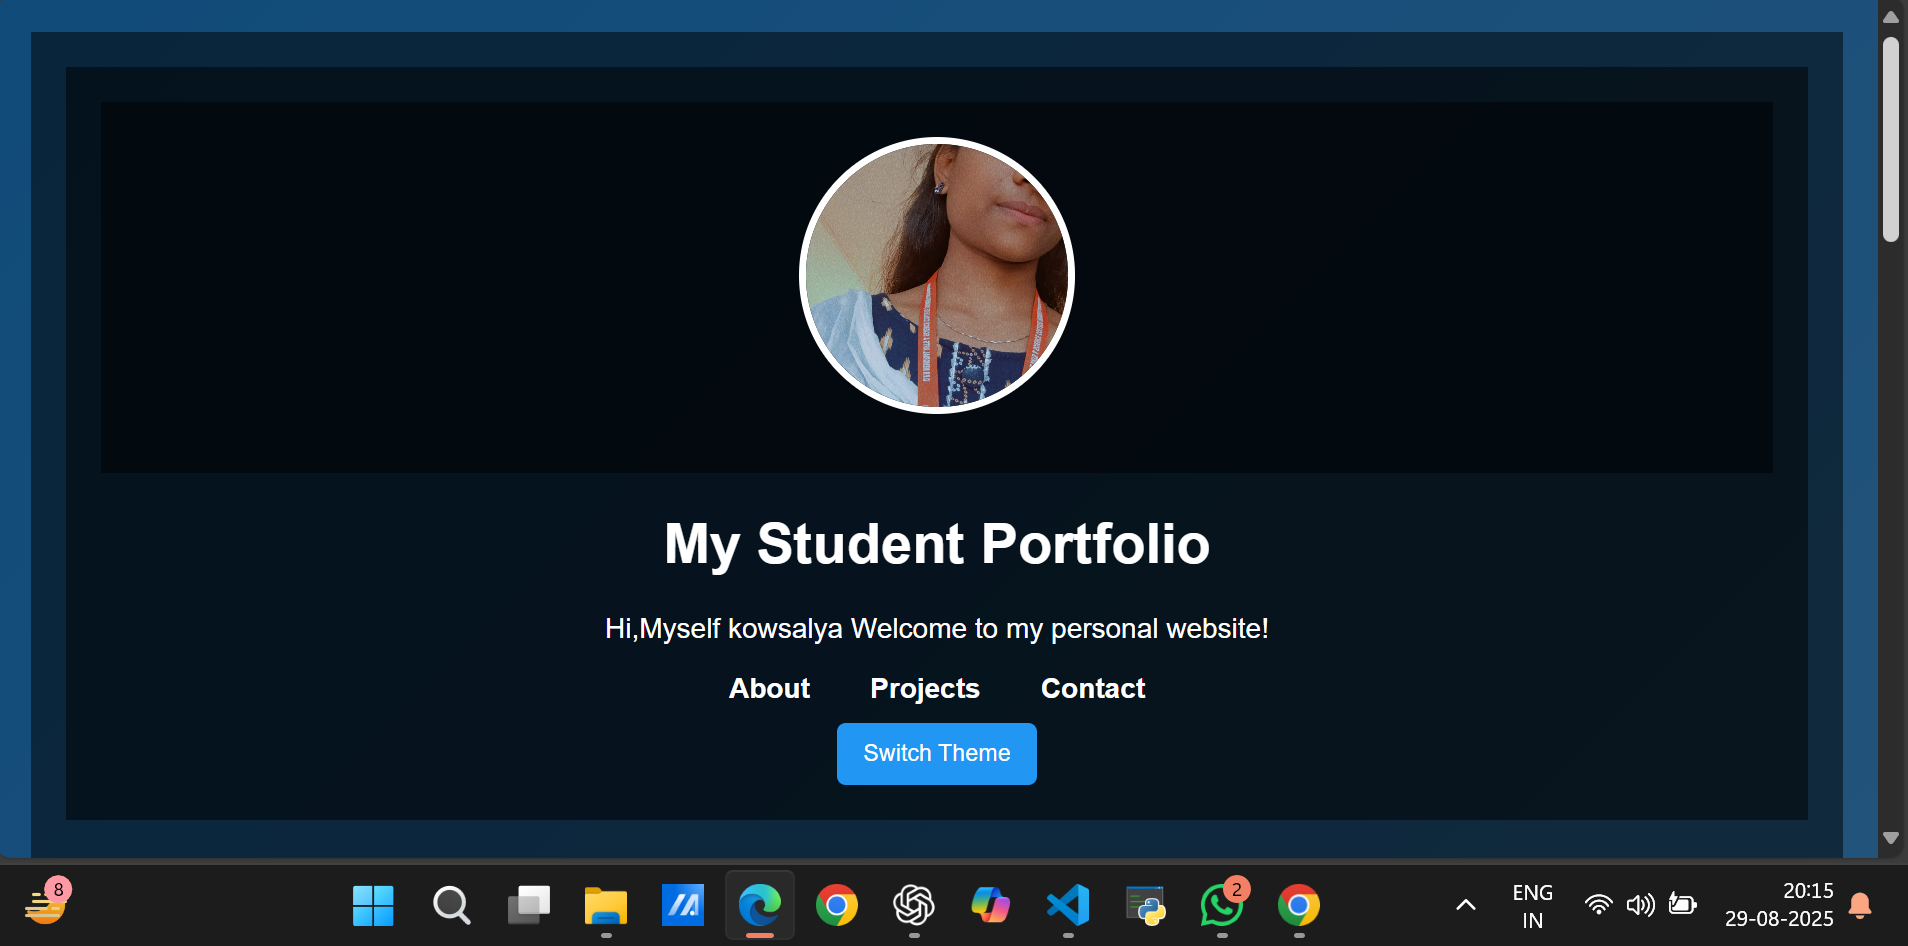 My Student Portfolio
Hi,Myself kowsalya Welcome to my personal website!
About Projects Contact
Switch Theme
8
2
ENG
IN
20:15
29-08-2025